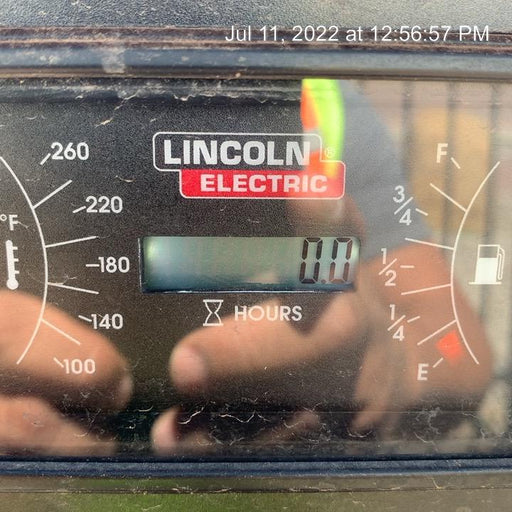 Jul 11, 2022 at 12:56:57 PM
LINCOLN ®
ELECTRIC
260
220
°F
180
140
100
0.0
HOURS
F
3/4
1/2
1/4
E